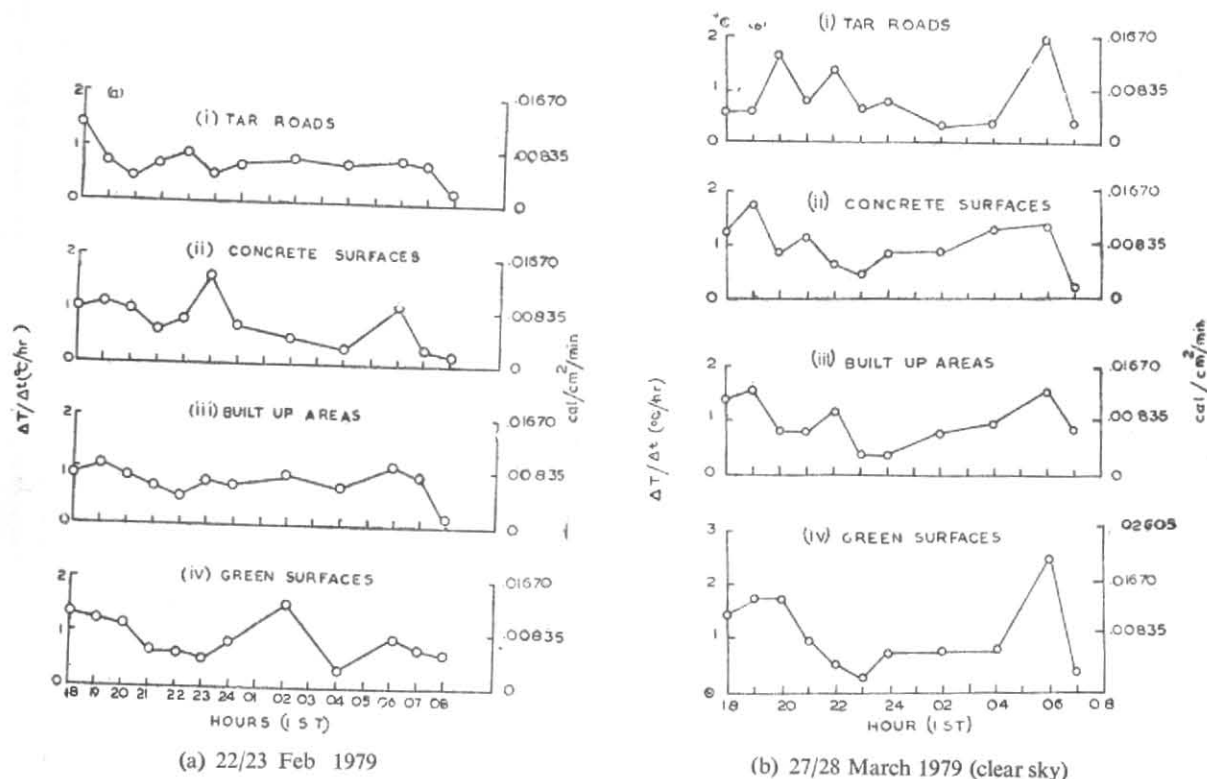 (a)
(i) TAR ROADS
2
1
0
.01670
.00835
0
(ii) CONCRETE SURFACES
2
1
0
.01670
.00835
0
(iii) BUILT UP AREAS
2
1
0
.01670
.00835
0
(iv) GREEN SURFACES
2
1
0
.01670
.00835
0
ΔT/Δt (°C/hr)
cal/cm²/min
18 19 20 21 22 23 24 01 02 03 04 05 06 07 08
HOURS (IST)
(a) 22/23 Feb 1979
°C
(i) TAR ROADS
2
1
0
.01670
.00835
0
(ii) CONCRETE SURFACES
2
1
0
.01670
.00835
0
(iii) BUILT UP AREAS
2
1
0
.01670
.00835
0
(iv) GREEN SURFACES
3
2
1
0
02605
.01670
.00835
0
ΔT/Δt (°C/hr)
cal/cm²/min
18 20 22 24 02 04 06 08
HOUR (IST)
(b) 27/28 March 1979 (clear sky)